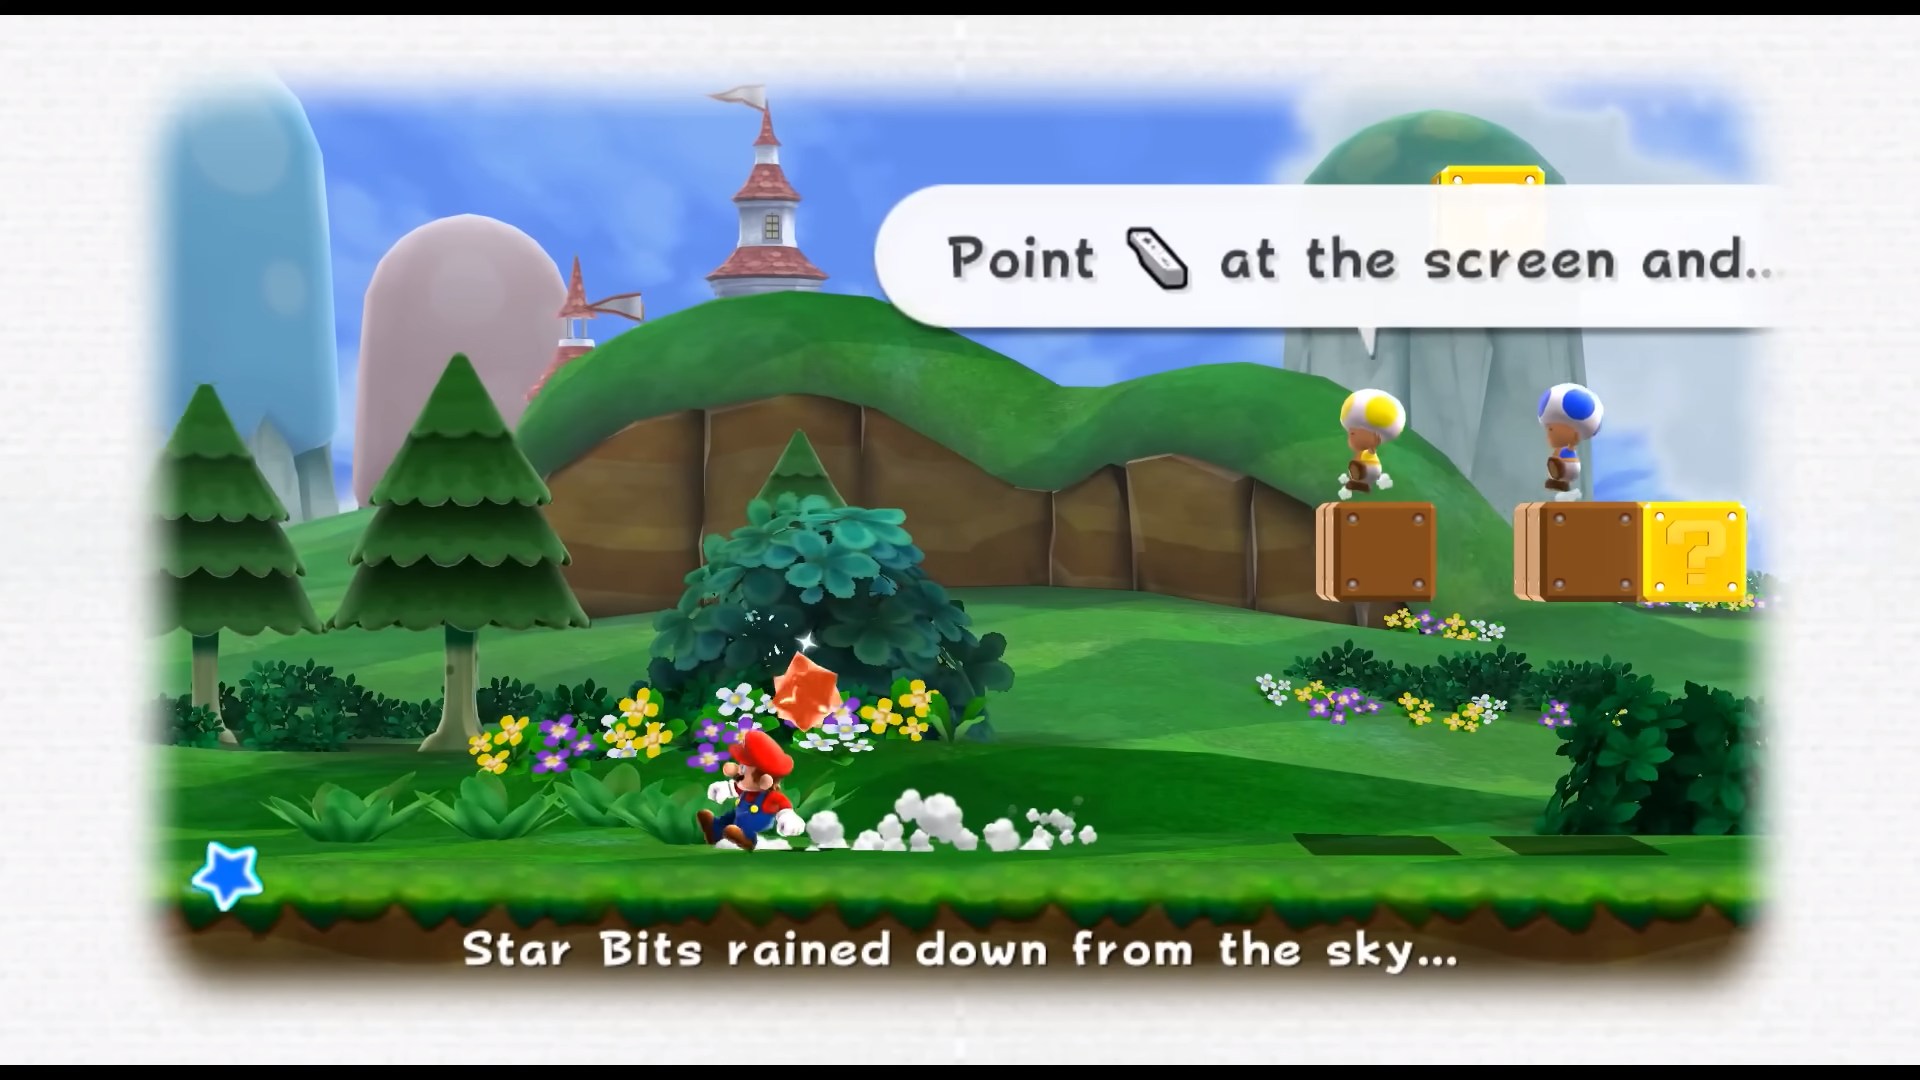 Point at the screen and...
?
Star Bits rained down from the sky...